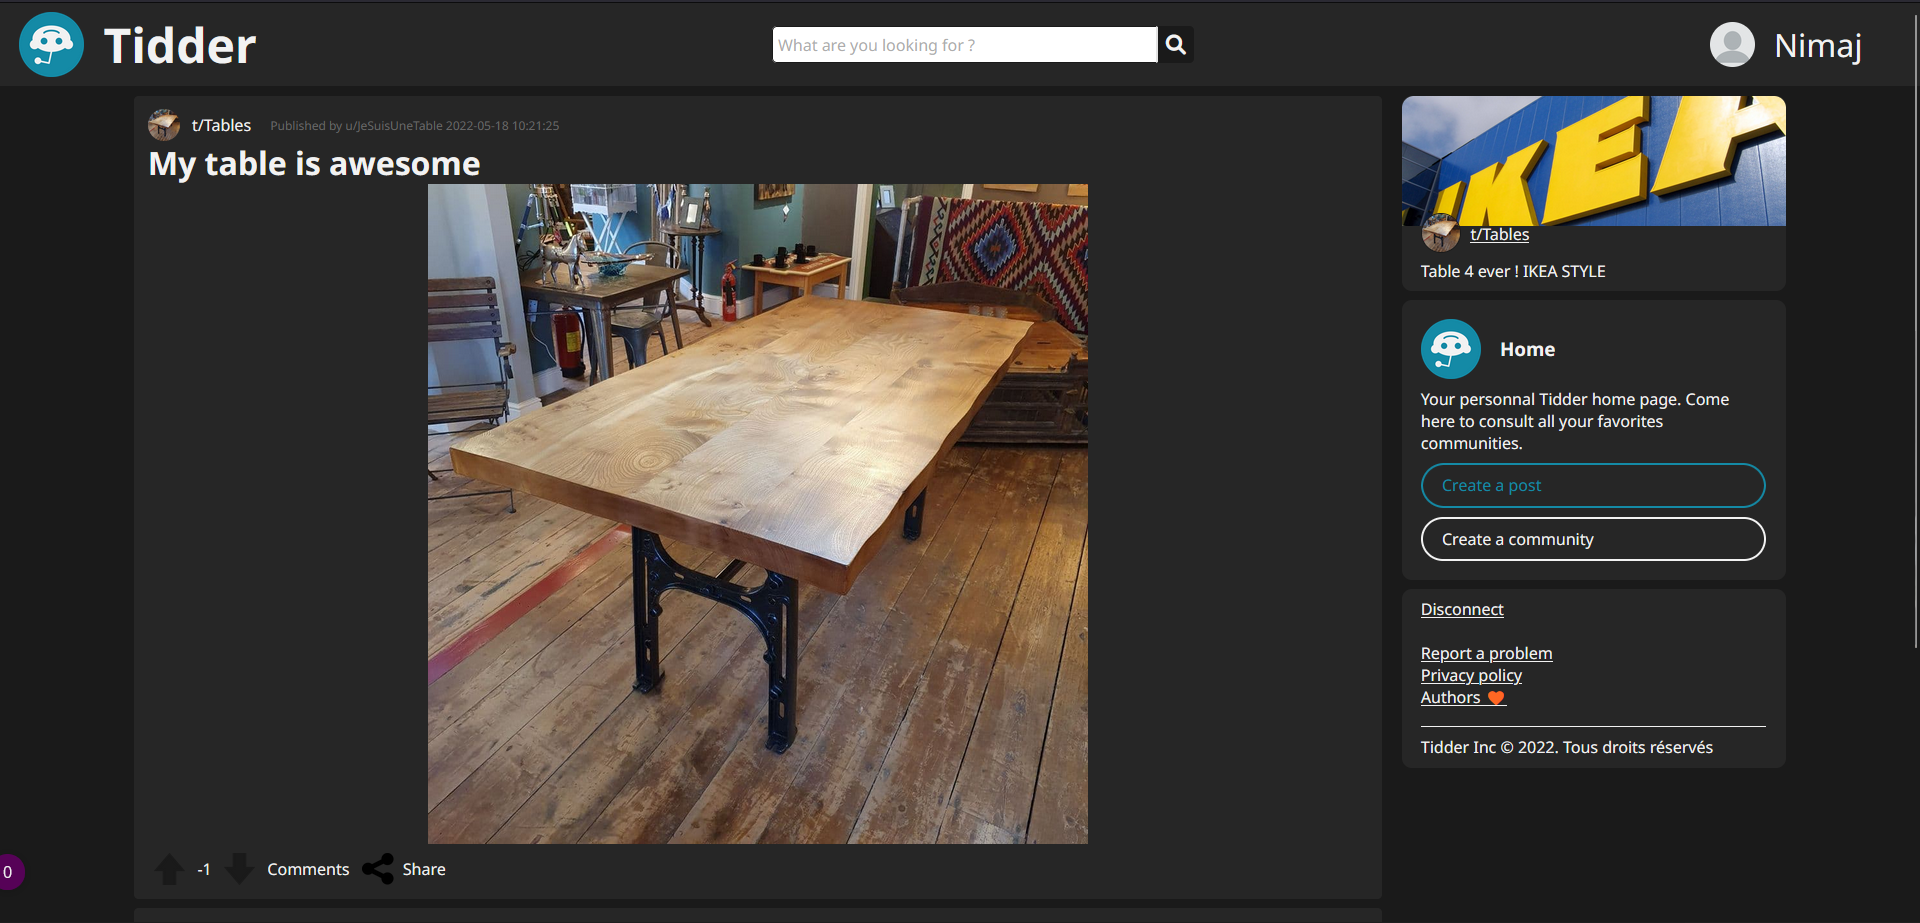 Tidder
What are you looking for ?
Nimaj
t/Tables Published by u/JeSuisUneTable 2022-05-18 10:21:25
My table is awesome
-1 Comments Share
0
IKEA
t/Tables
Table 4 ever ! IKEA STYLE
Home
Your personnal Tidder home page. Come
here to consult all your favorites
communities.
Create a post
Create a community
Disconnect
Report a problem
Privacy policy
Authors 🧡
Tidder Inc © 2022. Tous droits réservés